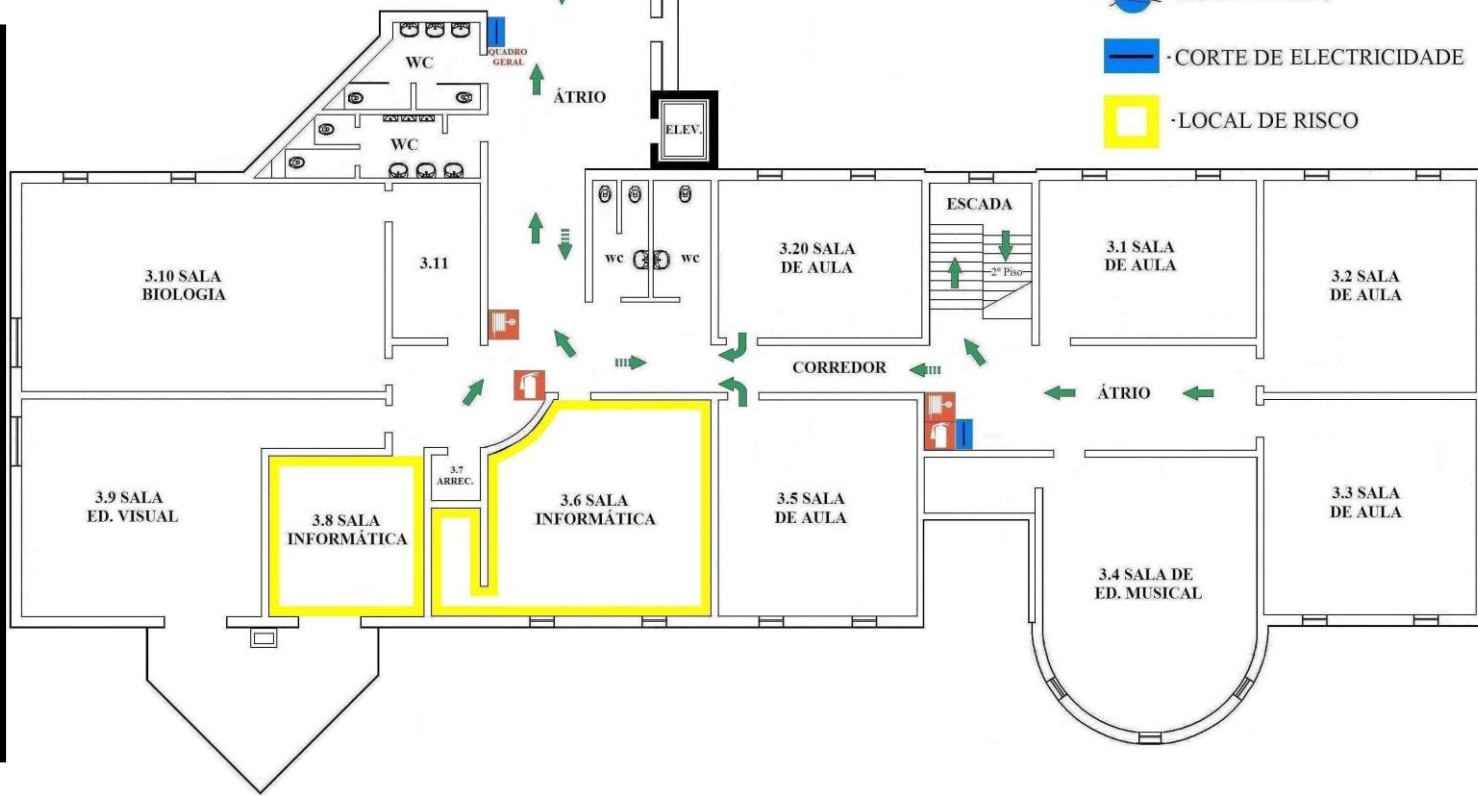 QUADRO
GERAL
WC
ÁTRIO
-CORTE DE ELECTRICIDADE
ELEV.
-LOCAL DE RISCO
WC
ESCADA
3.10 SALA
BIOLOGIA
3.11
wc
wc
3.20 SALA
DE AULA
2º Piso
3.1 SALA
DE AULA
3.2 SALA
DE AULA
CORREDOR
ÁTRIO
3.9 SALA
ED. VISUAL
3.8 SALA
INFORMÁTICA
3.7
ARREC.
3.6 SALA
INFORMÁTICA
3.5 SALA
DE AULA
3.4 SALA DE
ED. MUSICAL
3.3 SALA
DE AULA